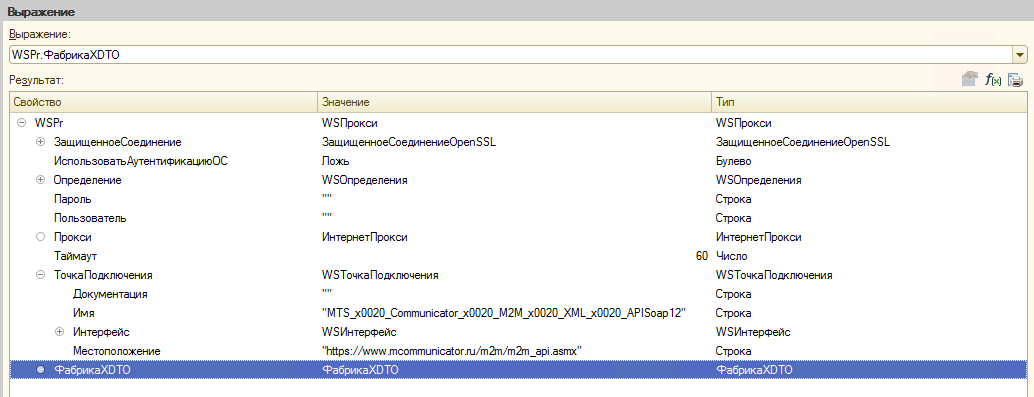 Выражение
Выражение:
WSPr.ФабрикаXDTO
Результат:
f(x)
Свойство Значение Тип
WSPr WSПрокси WSПрокси
ЗащищенноеСоединение ЗащищенноеСоединениеOpenSSL ЗащищенноеСоединениеOpenSSL
ИспользоватьАутентификациюОС Ложь Булево
Определение WSОпределения WSОпределения
Пароль "" Строка
Пользователь "" Строка
Прокси ИнтернетПрокси ИнтернетПрокси
Таймаут 60 Число
ТочкаПодключения WSТочкаПодключения WSТочкаПодключения
Документация "" Строка
Имя "MTS_x0020_Communicator_x0020_M2M_x0020_XML_x0020_APISoap12" Строка
Интерфейс WSИнтерфейс WSИнтерфейс
Местоположение "https://www.mcommunicator.ru/m2m/m2m_api.asmx" Строка
ФабрикаXDTO ФабрикаXDTO ФабрикаXDTO